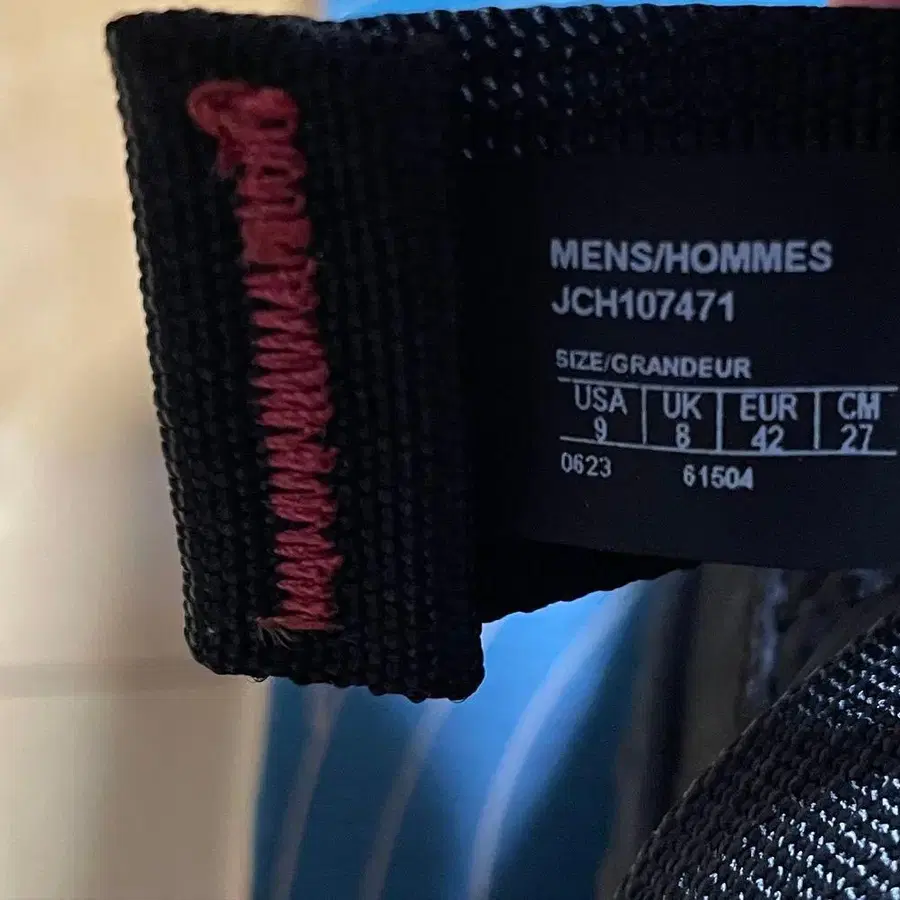 MENS/HOMMES
JCH107471
SIZE/GRANDEUR
USA UK EUR CM
9 8 42 27
0623 61504